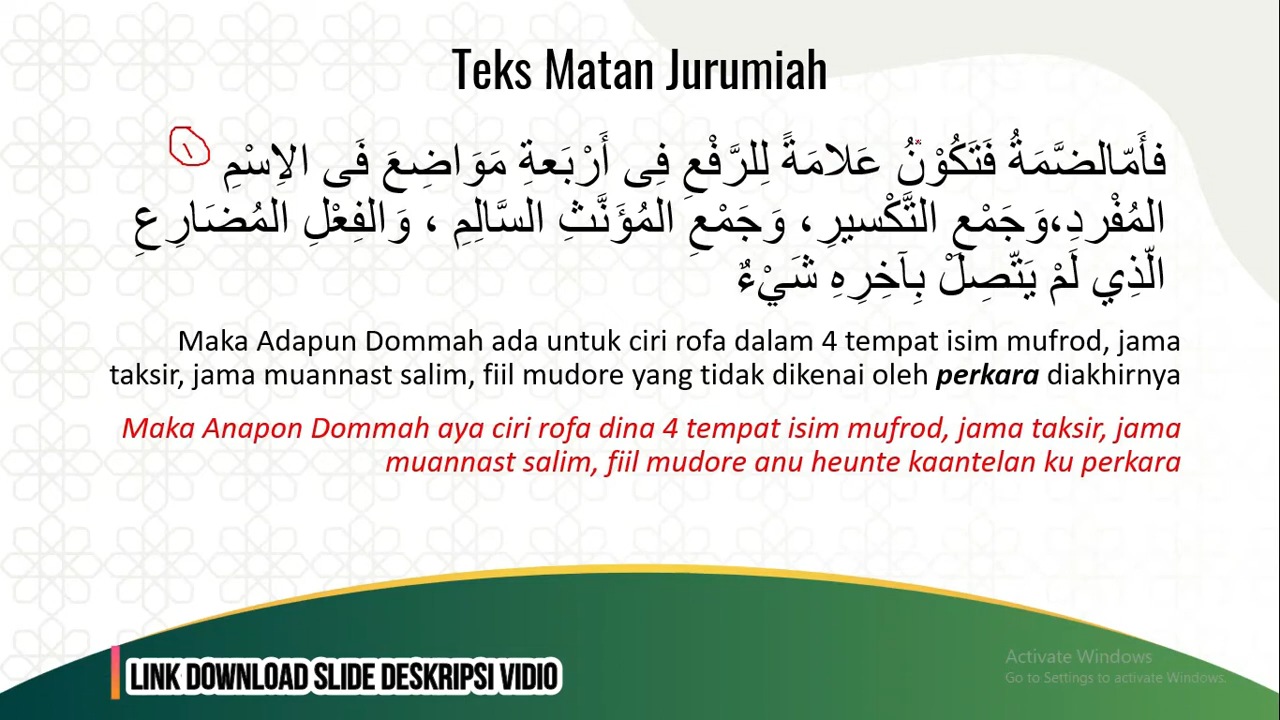 Teks Matan Jurumiah
فأَمّالضَّمَةُ فَتَكُوْنُ عَلامَةً لِلرَّفْعِ فِى أَرْبَعةِ مَوَاضِعَ فَى الاِسْمِ ١
المُفْردِ،وَجَمْعِ التَّكْسيرِ، وَجَمْعِ المُؤَنَّثِ السَّالِمِ ، وَالفِعْلِ المُضَارِعِ
الّذِي لَمْ يَتّصِلْ بِآخِرِهِ شَيْءٌ
Maka Adapun Dommah ada untuk ciri rofa dalam 4 tempat isim mufrod, jama
taksir, jama muannast salim, fiil mudore yang tidak dikenai oleh perkara diakhirnya
Maka Anapon Dommah aya ciri rofa dina 4 tempat isim mufrod, jama taksir, jama
muannast salim, fiil mudore anu heunte kaantelan ku perkara
LINK DOWNLOAD SLIDE DESKRIPSI VIDIO
Activate Windows
Go to Settings to activate Windows.